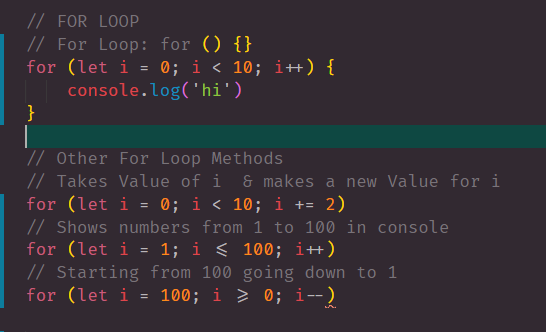 // FOR LOOP
// For Loop: for () {}
for (let i = 0; i < 10; i++) {
    console.log('hi')
}
// Other For Loop Methods
// Takes Value of i  & makes a new Value for i
for (let i = 0; i < 10; i += 2)
// Shows numbers from 1 to 100 in console
for (let i = 1; i <= 100; i++)
// Starting from 100 going down to 1
for (let i = 100; i >= 0; i--)